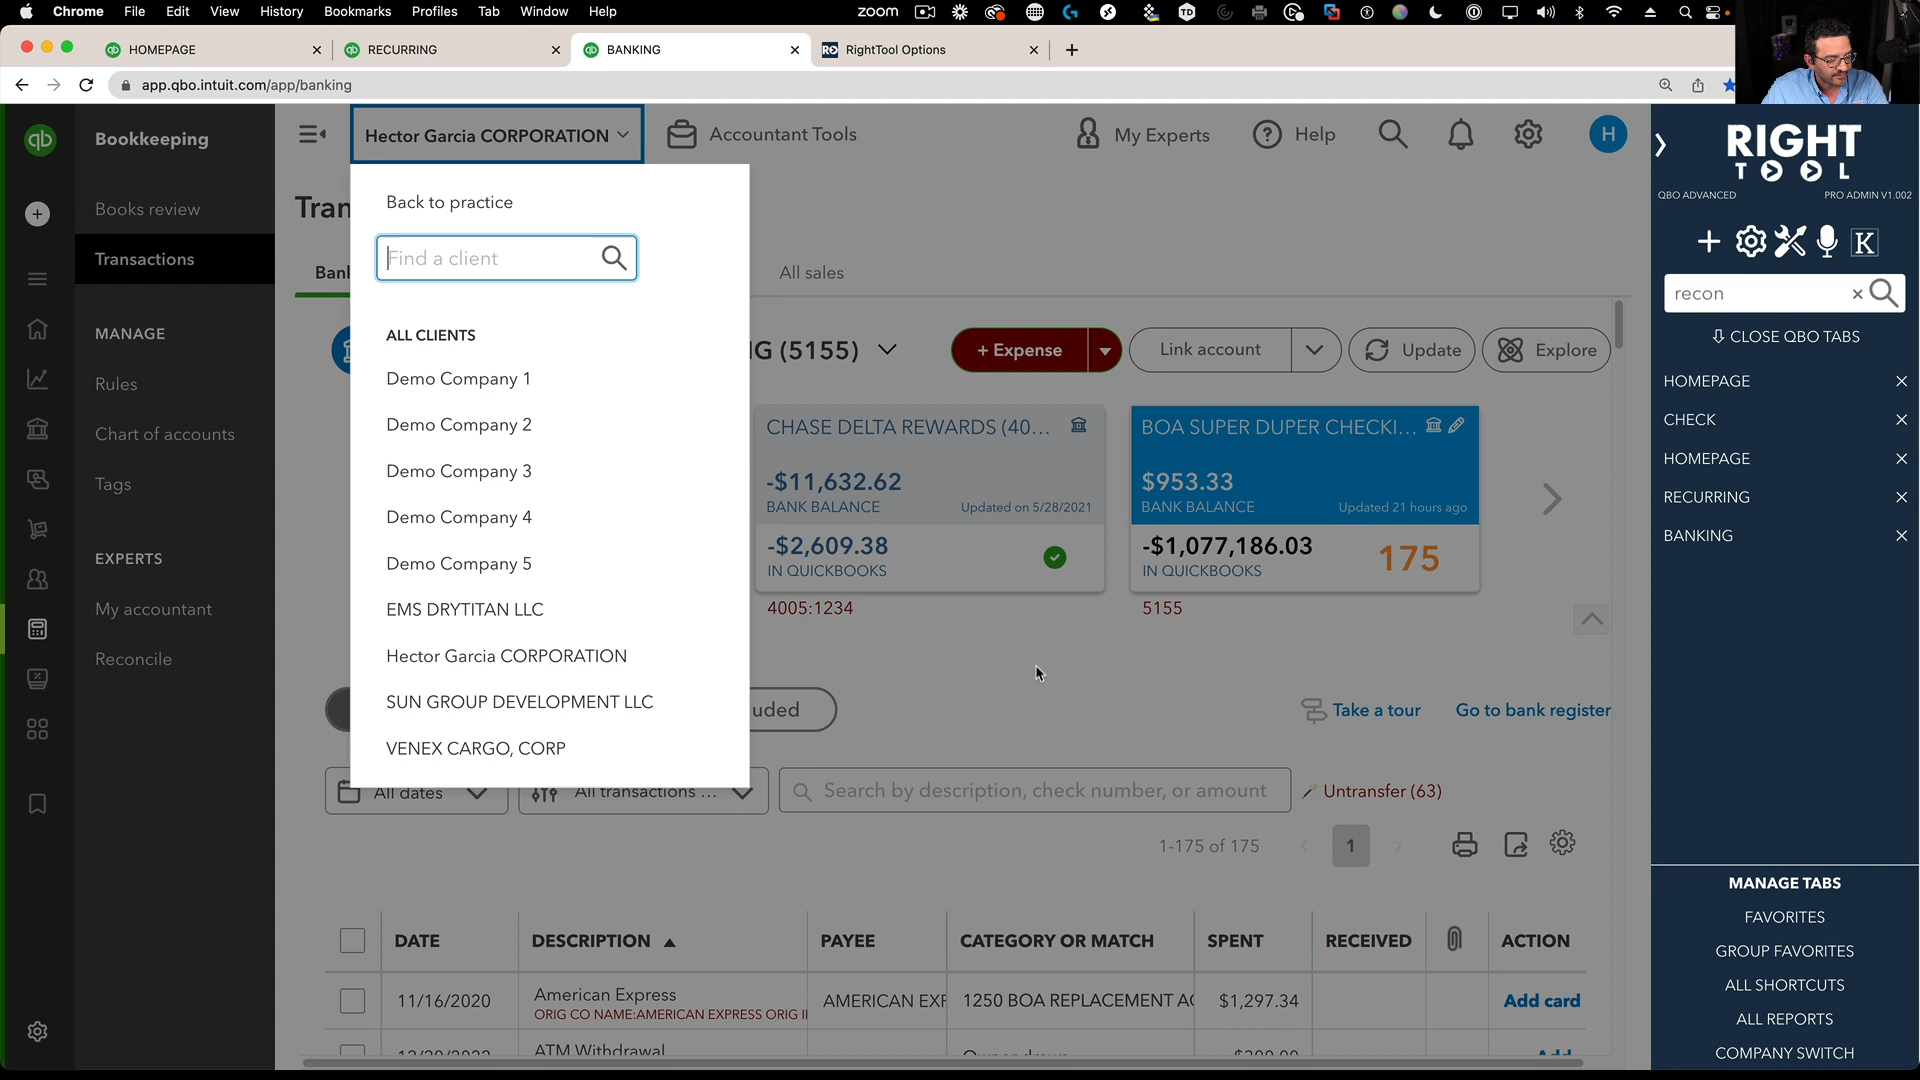 Chrome File Edit View History Bookmarks Profiles Tab Window Help zoom
HOMEPAGE RECURRING BANKING RightTool Options
app.qbo.intuit.com/app/banking
qb Bookkeeping
Books review
Transactions
MANAGE
Rules
Chart of accounts
Tags
EXPERTS
My accountant
Reconcile
Hector Garcia CORPORATION Accountant Tools My Experts Help H
Back to practice
Find a client
ALL CLIENTS
Demo Company 1
Demo Company 2
Demo Company 3
Demo Company 4
Demo Company 5
EMS DRYTITAN LLC
Hector Garcia CORPORATION
SUN GROUP DEVELOPMENT LLC
VENEX CARGO, CORP
All sales
(5155) + Expense Link account Update Explore
CHASE DELTA REWARDS (40...
-$11,632.62
BANK BALANCE Updated on 5/28/2021
-$2,609.38
IN QUICKBOOKS
4005:1234
BOA SUPER DUPER CHECKI...
$953.33
BANK BALANCE Updated 21 hours ago
-$1,077,186.03 175
IN QUICKBOOKS
5155
Take a tour Go to bank register
All dates All transactions ... Search by description, check number, or amount Untransfer (63)
1-175 of 175 1
DATE DESCRIPTION PAYEE CATEGORY OR MATCH SPENT RECEIVED ACTION
11/16/2020 American Express AMERICAN EXP 1250 BOA REPLACEMENT AC $1,297.34 Add card
ORIG CO NAME:AMERICAN EXPRESS ORIG II
ATM Withdrawal
RIGHT
TOOL
QBO ADVANCED PRO ADMIN V1.002
K
recon
CLOSE QBO TABS
HOMEPAGE
CHECK
HOMEPAGE
RECURRING
BANKING
MANAGE TABS
FAVORITES
GROUP FAVORITES
ALL SHORTCUTS
ALL REPORTS
COMPANY SWITCH